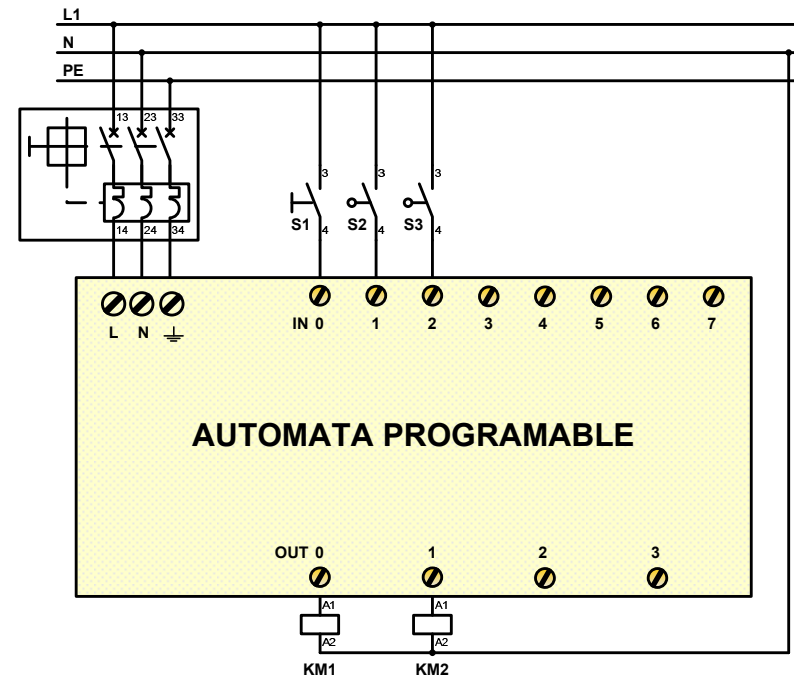 L1
N
PE
13 23 33
14 24 34
3 3 3
S1 S2 S3
4 4 4
L N
IN 0 1 2 3 4 5 6 7
AUTOMATA PROGRAMABLE
OUT 0 1 2 3
A1 A1
A2 A2
KM1 KM2